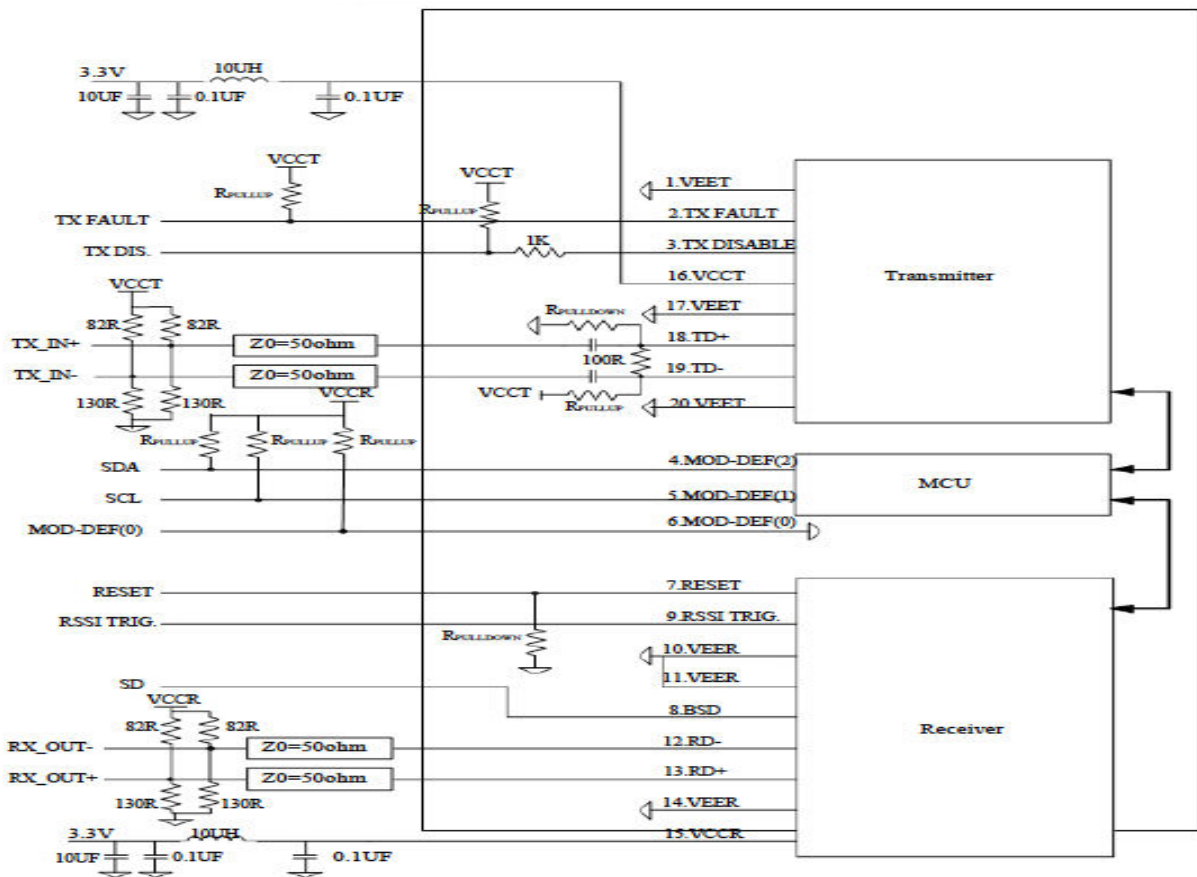 3.3V 10UH
10UF 0.1UF 0.1UF
VCCT
VCCT
RPULLUP
RPULLUP
1.VEET
TX FAULT 2.TX FAULT
TX DIS. 1K 3.TX DISABLE
Transmitter
VCCT 16.VCCT
RPULLDOWN 17.VEET
82R 82R
TX_IN+ Z0=50ohm 18.TD+
100R
TX_IN- Z0=50ohm 19.TD-
VCCR VCCT
130R 130R RPULLUP 20.VEET
RPULLUP RPULLUP RPULLUP
SDA 4.MOD-DEF(2)
MCU
SCL 5.MOD-DEF(1)
MOD-DEF(0) 6.MOD-DEF(0)
RESET 7.RESET
RSSI TRIG. 9.RSSI TRIG.
RPULLDOWN 10.VEER
SD 11.VEER
VCCR
8.BSD
82R 82R
Receiver
RX_OUT- Z0=50ohm 12.RD-
RX_OUT+ Z0=50ohm 13.RD+
130R 130R 14.VEER
3.3V 10UH 15.VCCR
10UF 0.1UF 0.1UF